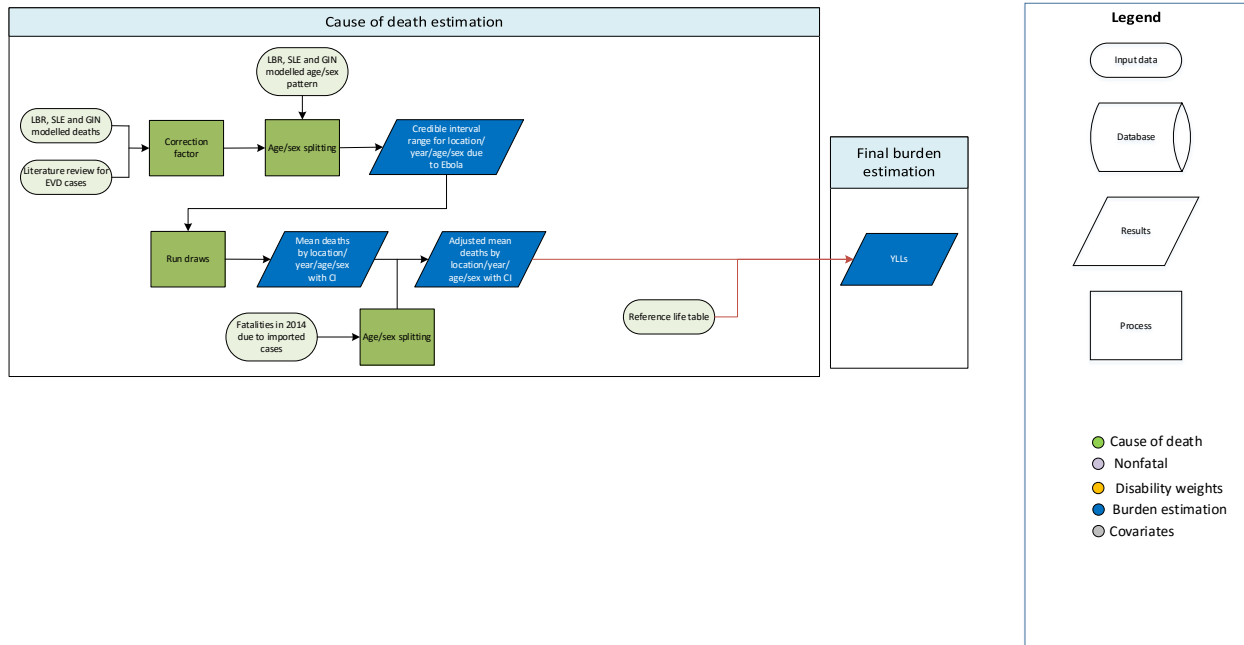 Cause of death estimation
LBR, SLE and GIN
modelled age/sex
pattern
LBR, SLE and GIN
modelled deaths
Literature review for
EVD cases
Correction
factor
Age/sex splitting
Credible interval
range for location/
year/age/sex due
to Ebola
Run draws
Mean deaths
by location/
year/age/sex
with CI
Adjusted mean
deaths by
location/year/
age/sex with CI
Fatalities in 2014
due to imported
cases
Age/sex splitting
Reference life table
Final burden
estimation
YLLs
Legend
Input data
Database
Results
Process
Cause of death
Nonfatal
Disability weights
Burden estimation
Covariates